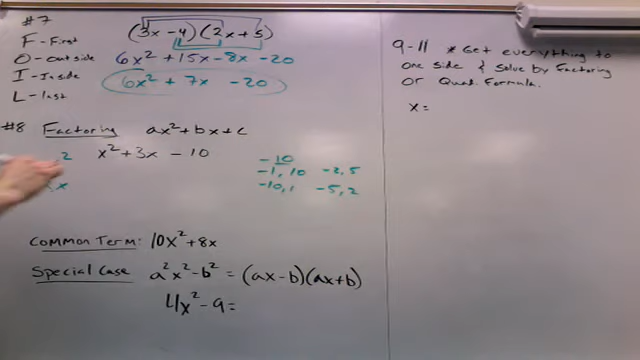 #7
(3x-4)(2x+5)
F - First
O - outside
I - Inside
L - last
6x² + 15x - 8x - 20
6x² + 7x - 20
#8 Factoring ax² + bx + c
x² + 3x - 10
-10
-1, 10 -2, 5
-10, 1 -5, 2
Common Term: 10x² + 8x
Special Case a²x² - b² = (ax-b)(ax+b)
4x² - 9 =
9-11 * Get everything to
one side & solve by factoring
or Quad. Formula.
x =